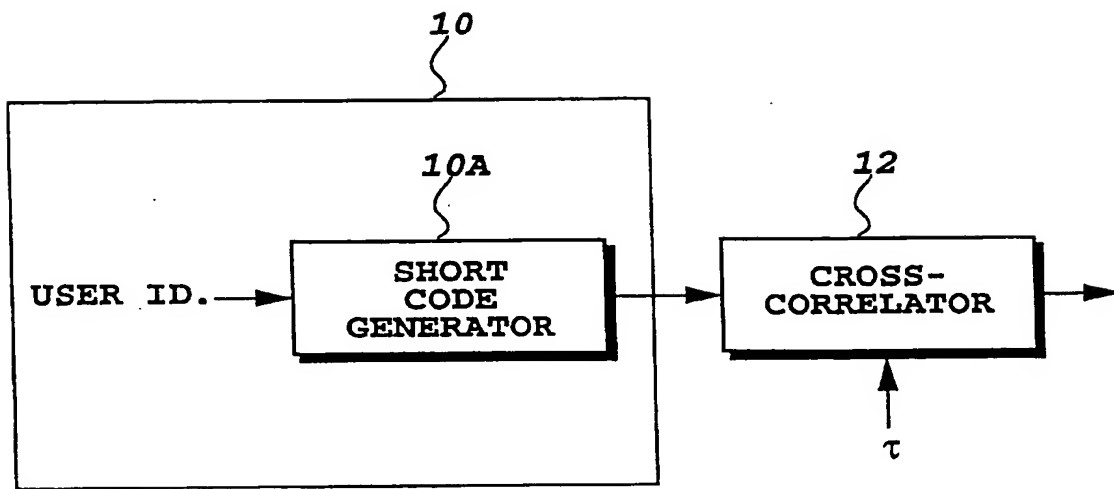 10
10A
12
USER ID.
SHORT
CODE
GENERATOR
CROSS-
CORRELATOR
τ